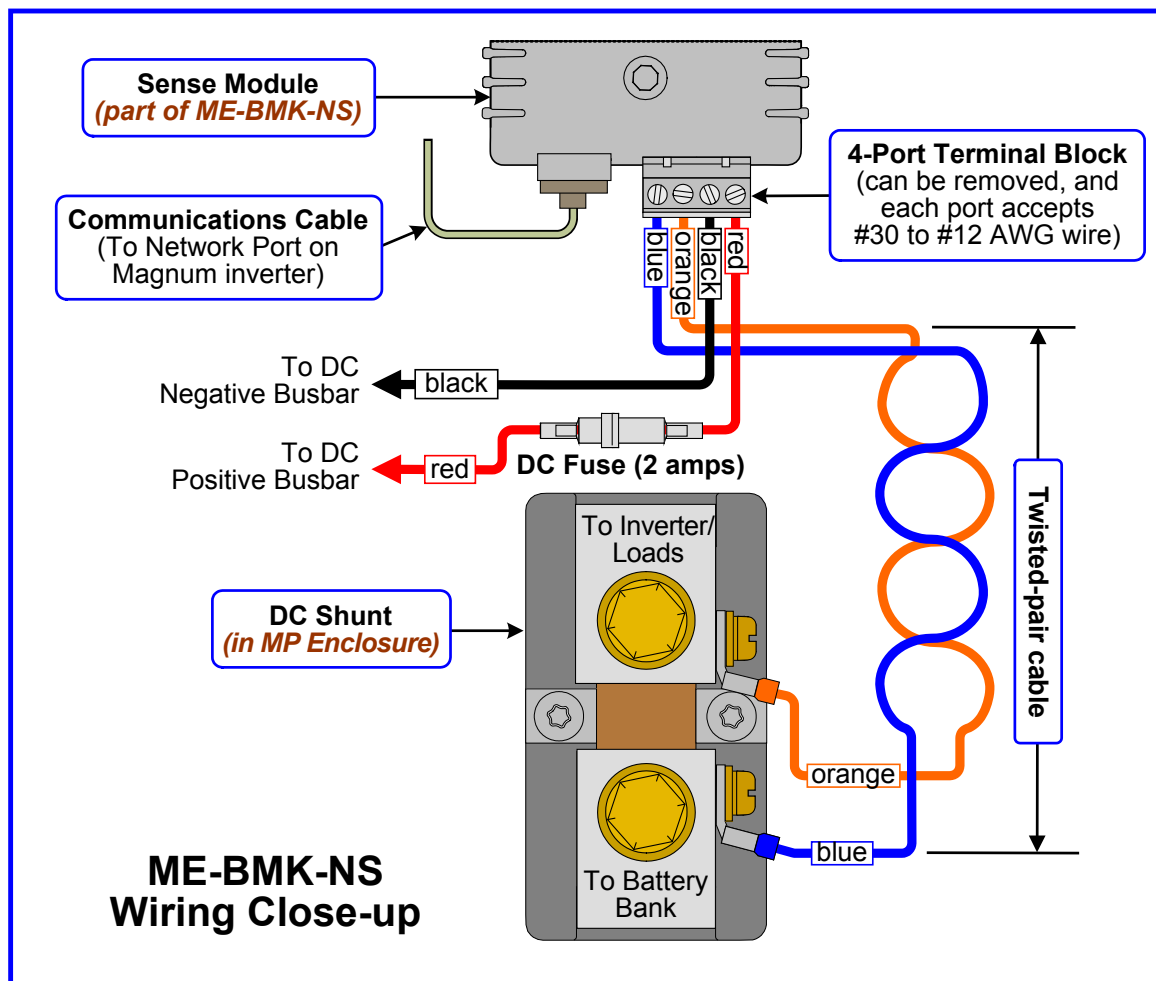 Sense Module
(part of ME-BMK-NS)
4-Port Terminal Block
(can be removed, and
each port accepts
#30 to #12 AWG wire)
Communications Cable
(To Network Port on
Magnum inverter)
blue
orange
black
red
To DC
Negative Busbar
black
To DC
Positive Busbar
red
DC Fuse (2 amps)
Twisted-pair cable
To Inverter/
Loads
DC Shunt
(in MP Enclosure)
orange
blue
To Battery
Bank
ME-BMK-NS
Wiring Close-up